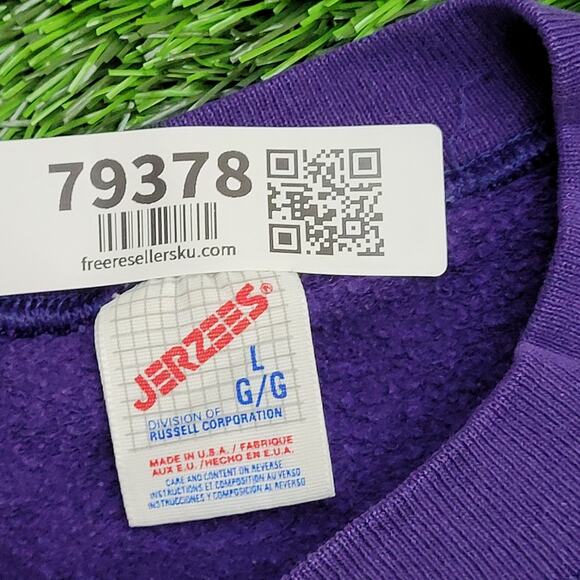 79378
freeresellersku.com
JERZEES®
L
G/G
DIVISION OF
RUSSELL CORPORATION
MADE IN U.S.A./FABRIQUE
AUX E.U./HECHO EN E.U.A.
CARE AND CONTENT ON REVERSE
INSTRUCTIONS ET COMPOSITION AU VERSO
INSTRUCCIONES Y COMPOSICION AL REVERSO